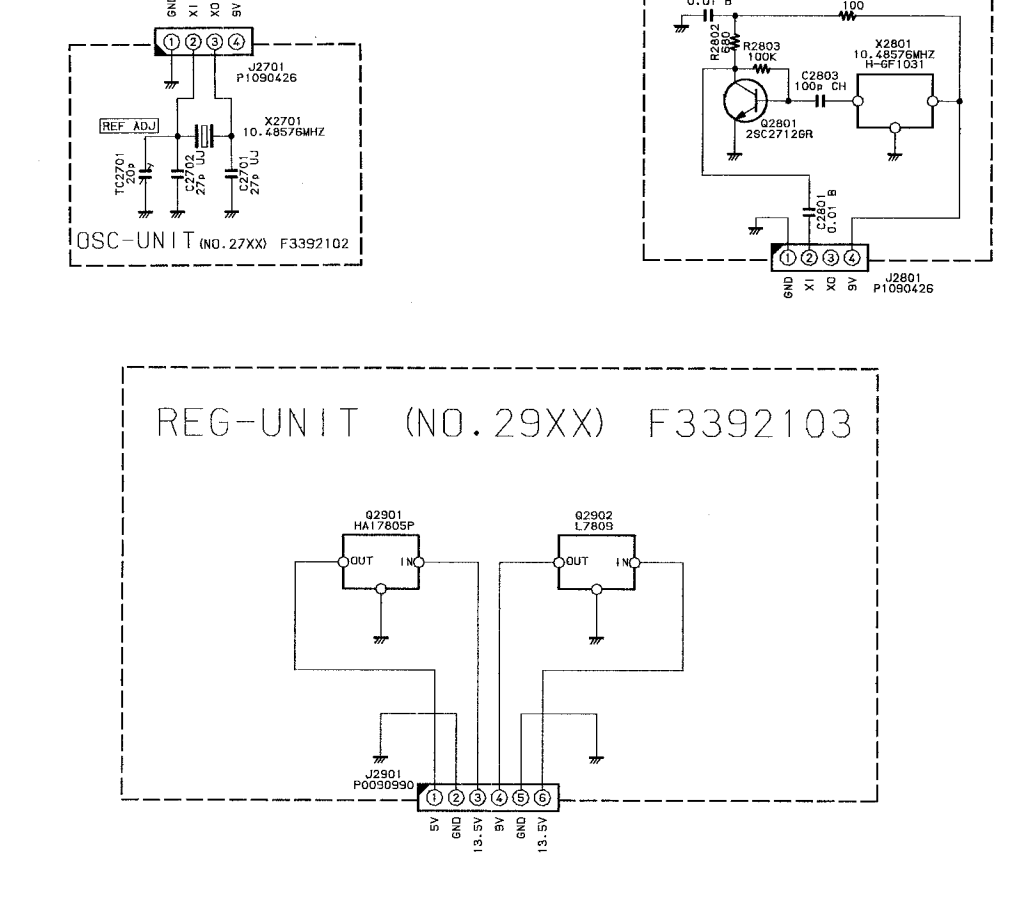 GND
XI
XO
9V
1 2 3 4
J2701
P1090426
REF ADJ
X2701
10.48576MHZ
TC2701
20p
C2702
27p UJ
C2701
27p UJ
OSC-UNIT (NO.27XX) F3392102
0.01 B
100
R2802
680
R2803
100K
X2801
10.48576MHZ
H-GF1031
C2803
100p CH
Q2801
2SC2712GR
C2801
0.01 B
1 2 3 4
J2801
P1090426
GND
XI
XO
9V
REG-UNIT (NO.29XX) F3392103
Q2901
HA17805P
OUT IN
Q2902
L7809
OUT IN
J2901
P0090990
1 2 3 4 5 6
5V
GND
13.5V
9V
GND
13.5V